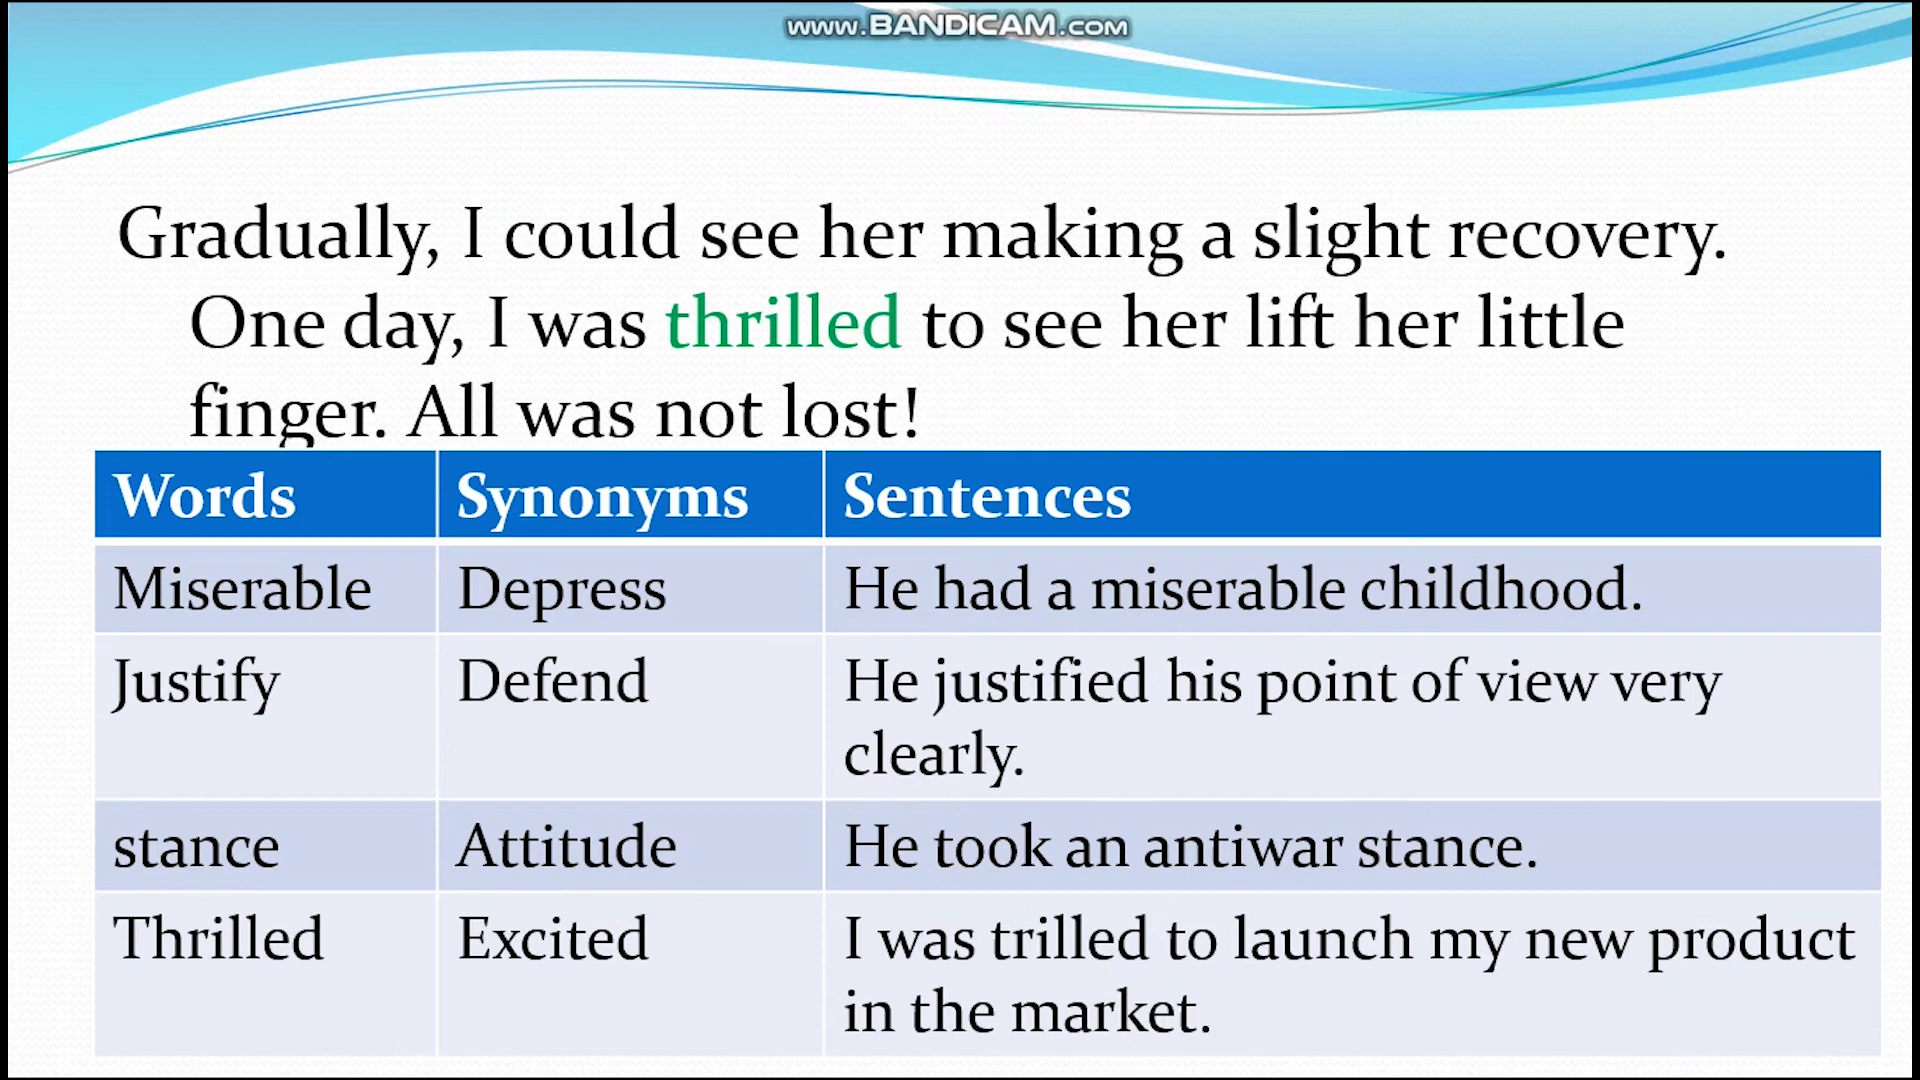 www.BANDICAM.com
Gradually, I could see her making a slight recovery.
One day, I was thrilled to see her lift her little
finger. All was not lost!
Words Synonyms Sentences
Miserable Depress He had a miserable childhood.
Justify Defend He justified his point of view very
clearly.
stance Attitude He took an antiwar stance.
Thrilled Excited I was trilled to launch my new product
in the market.